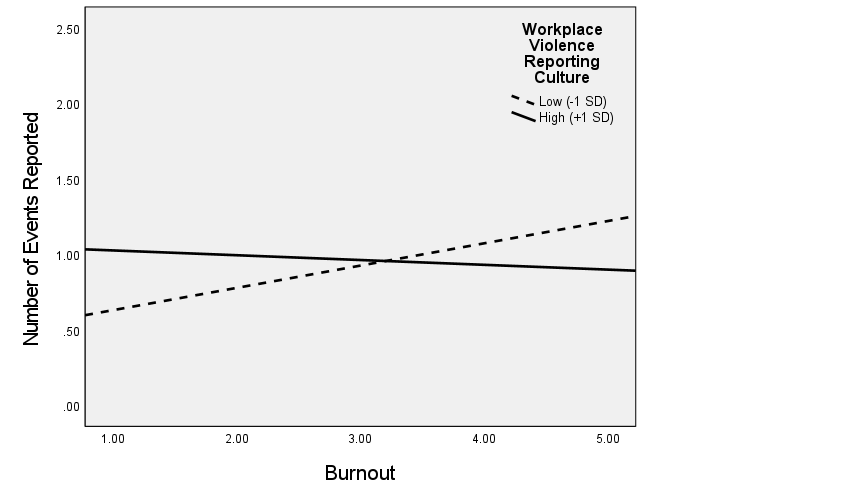 2.50
2.00
1.50
1.00
.50
.00
Number of Events Reported
1.00 2.00 3.00 4.00 5.00
Burnout
Workplace
Violence
Reporting
Culture
Low (-1 SD)
High (+1 SD)